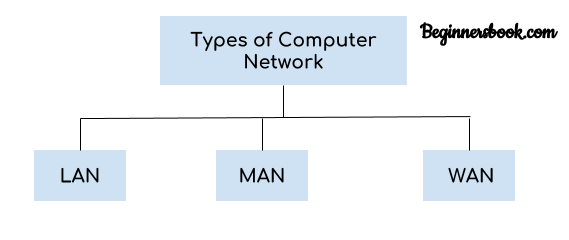 Types of Computer
Network
Beginnersbook.com
LAN
MAN
WAN